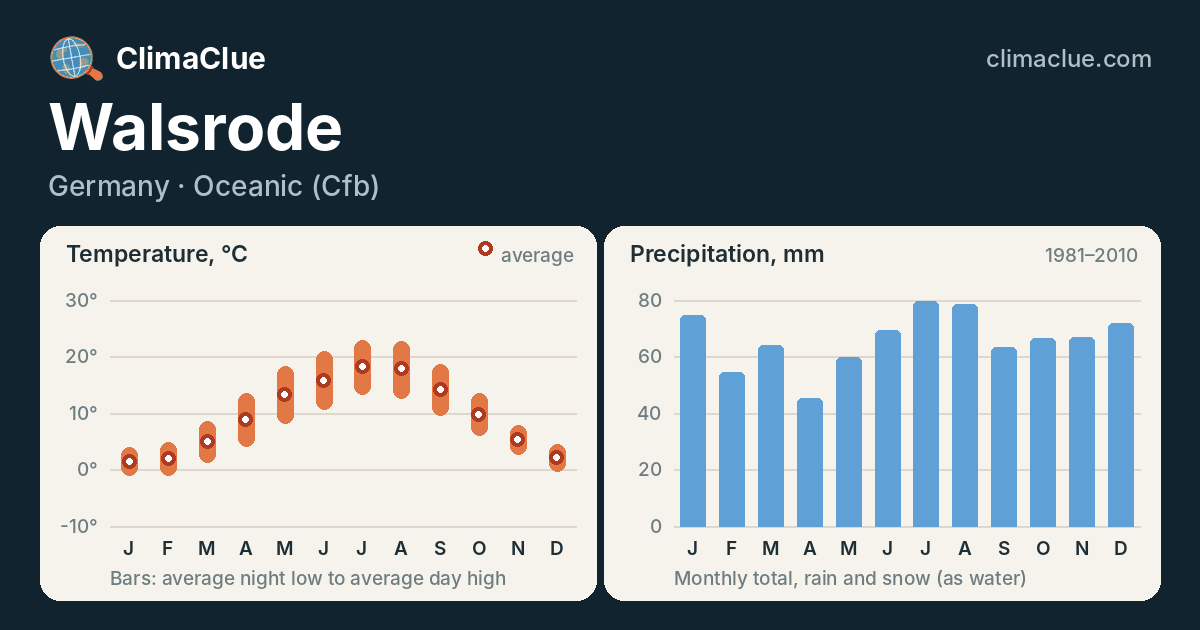 ClimaClue
climaclue.com
Walsrode
Germany · Oceanic (Cfb)
Temperature, °C
average
30°
20°
10°
0°
-10°
J F M A M J J A S O N D
Bars: average night low to average day high
Precipitation, mm
1981–2010
80
60
40
20
0
J F M A M J J A S O N D
Monthly total, rain and snow (as water)